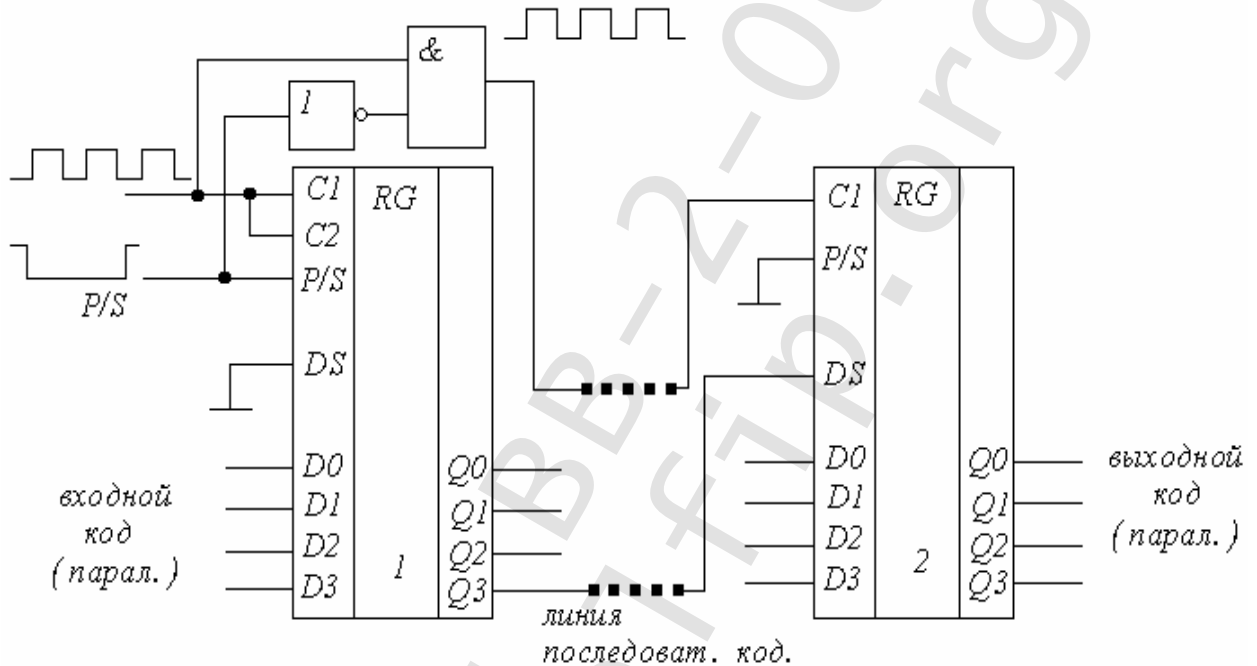 &
1
C1
RG
C2
P/S
P/S
DS
D0
D1
D2
D3
Q0
Q1
Q2
Q3
1
входной
код
(парал.)
линия
последоват. код.
C1
RG
P/S
DS
D0
D1
D2
D3
Q0
Q1
Q2
Q3
2
выходной
код
(парал.)